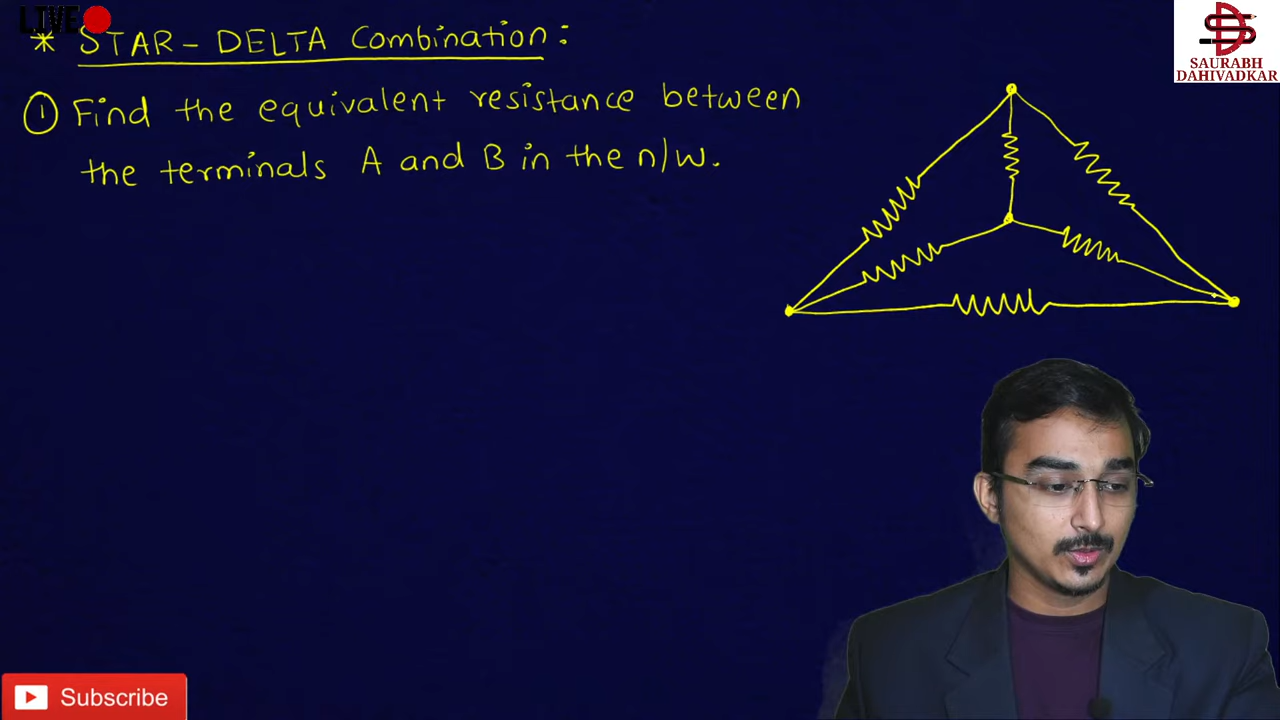 LIVE
* STAR - DELTA Combination:
① Find the equivalent resistance between
the terminals A and B in the n/w.
SAURABH
DAHIVADKAR
Subscribe